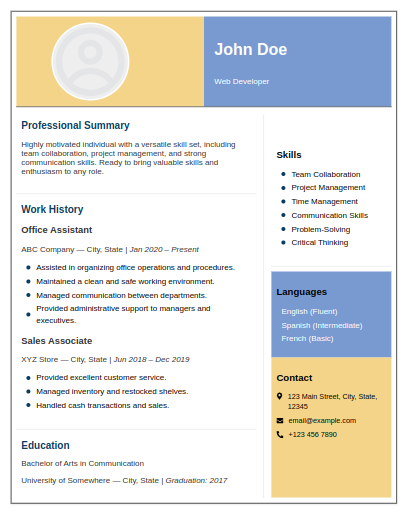 John Doe
Web Developer
Professional Summary
Highly motivated individual with a versatile skill set, including
team collaboration, project management, and strong
communication skills. Ready to bring valuable skills and
enthusiasm to any role.
Work History
Office Assistant
ABC Company — City, State | Jan 2020 – Present
Assisted in organizing office operations and procedures.
Maintained a clean and safe working environment.
Managed communication between departments.
Provided administrative support to managers and
executives.
Sales Associate
XYZ Store — City, State | Jun 2018 – Dec 2019
Provided excellent customer service.
Managed inventory and restocked shelves.
Handled cash transactions and sales.
Education
Bachelor of Arts in Communication
University of Somewhere — City, State | Graduation: 2017
Skills
Team Collaboration
Project Management
Time Management
Communication Skills
Problem-Solving
Critical Thinking
Languages
English (Fluent)
Spanish (Intermediate)
French (Basic)
Contact
123 Main Street, City, State,
12345
email@example.com
+123 456 7890